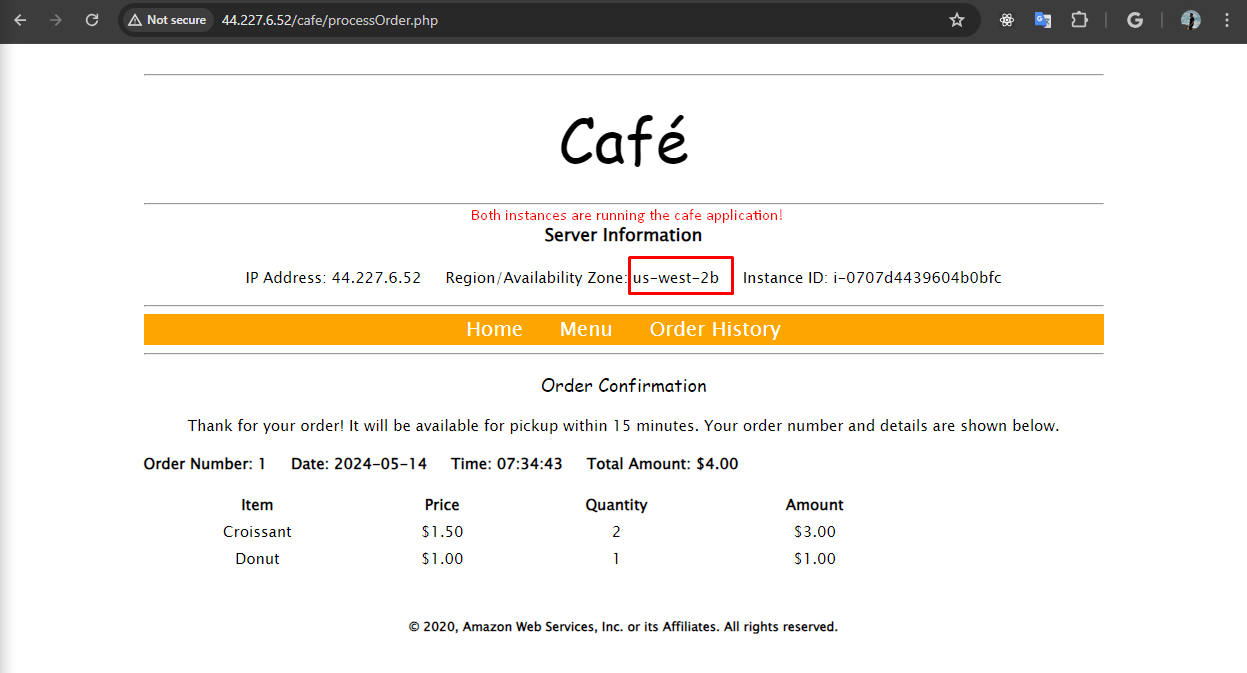 Not secure 44.227.6.52/cafe/processOrder.php
Café
Both instances are running the cafe application!
Server Information
IP Address: 44.227.6.52 Region/Availability Zone: us-west-2b Instance ID: i-0707d4439604b0bfc
Home Menu Order History
Order Confirmation
Thank for your order! It will be available for pickup within 15 minutes. Your order number and details are shown below.
Order Number: 1 Date: 2024-05-14 Time: 07:34:43 Total Amount: $4.00
Item Price Quantity Amount
Croissant $1.50 2 $3.00
Donut $1.00 1 $1.00
© 2020, Amazon Web Services, Inc. or its Affiliates. All rights reserved.